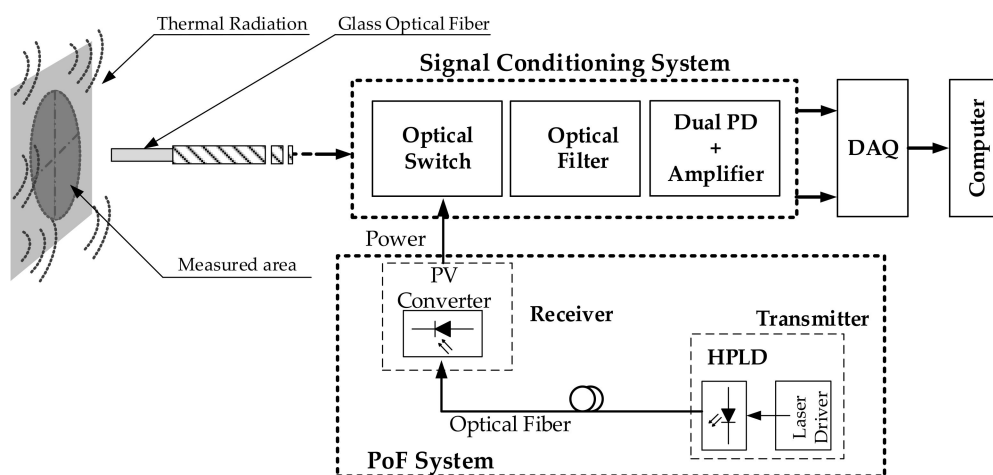 Thermal Radiation
Glass Optical Fiber
Signal Conditioning System
Optical
Switch
Optical
Filter
Dual PD
+
Amplifier
DAQ
Computer
Measured area
Power
PV
Converter
Receiver
Transmitter
HPLD
Laser
Driver
Optical Fiber
PoF System